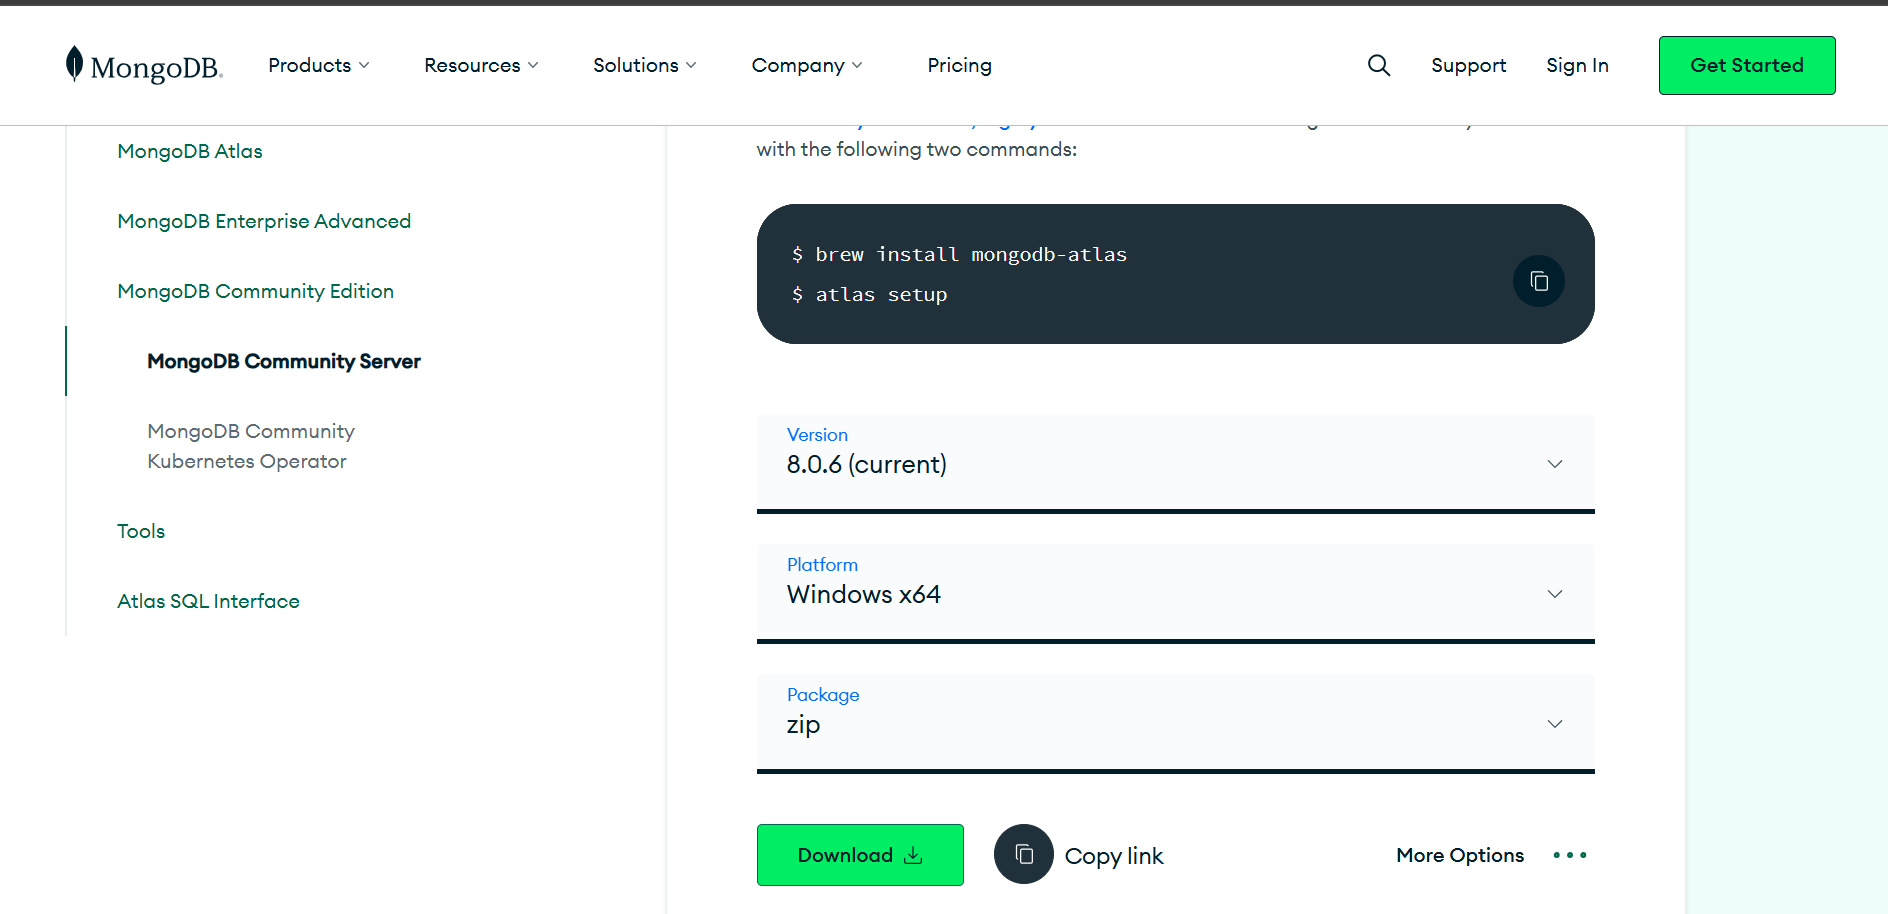 MongoDB.
Products
Resources
Solutions
Company
Pricing
Support
Sign In
Get Started
MongoDB Atlas
MongoDB Enterprise Advanced
MongoDB Community Edition
MongoDB Community Server
MongoDB Community
Kubernetes Operator
Tools
Atlas SQL Interface
with the following two commands:
$ brew install mongodb-atlas
$ atlas setup
Version
8.0.6 (current)
Platform
Windows x64
Package
zip
Download
Copy link
More Options